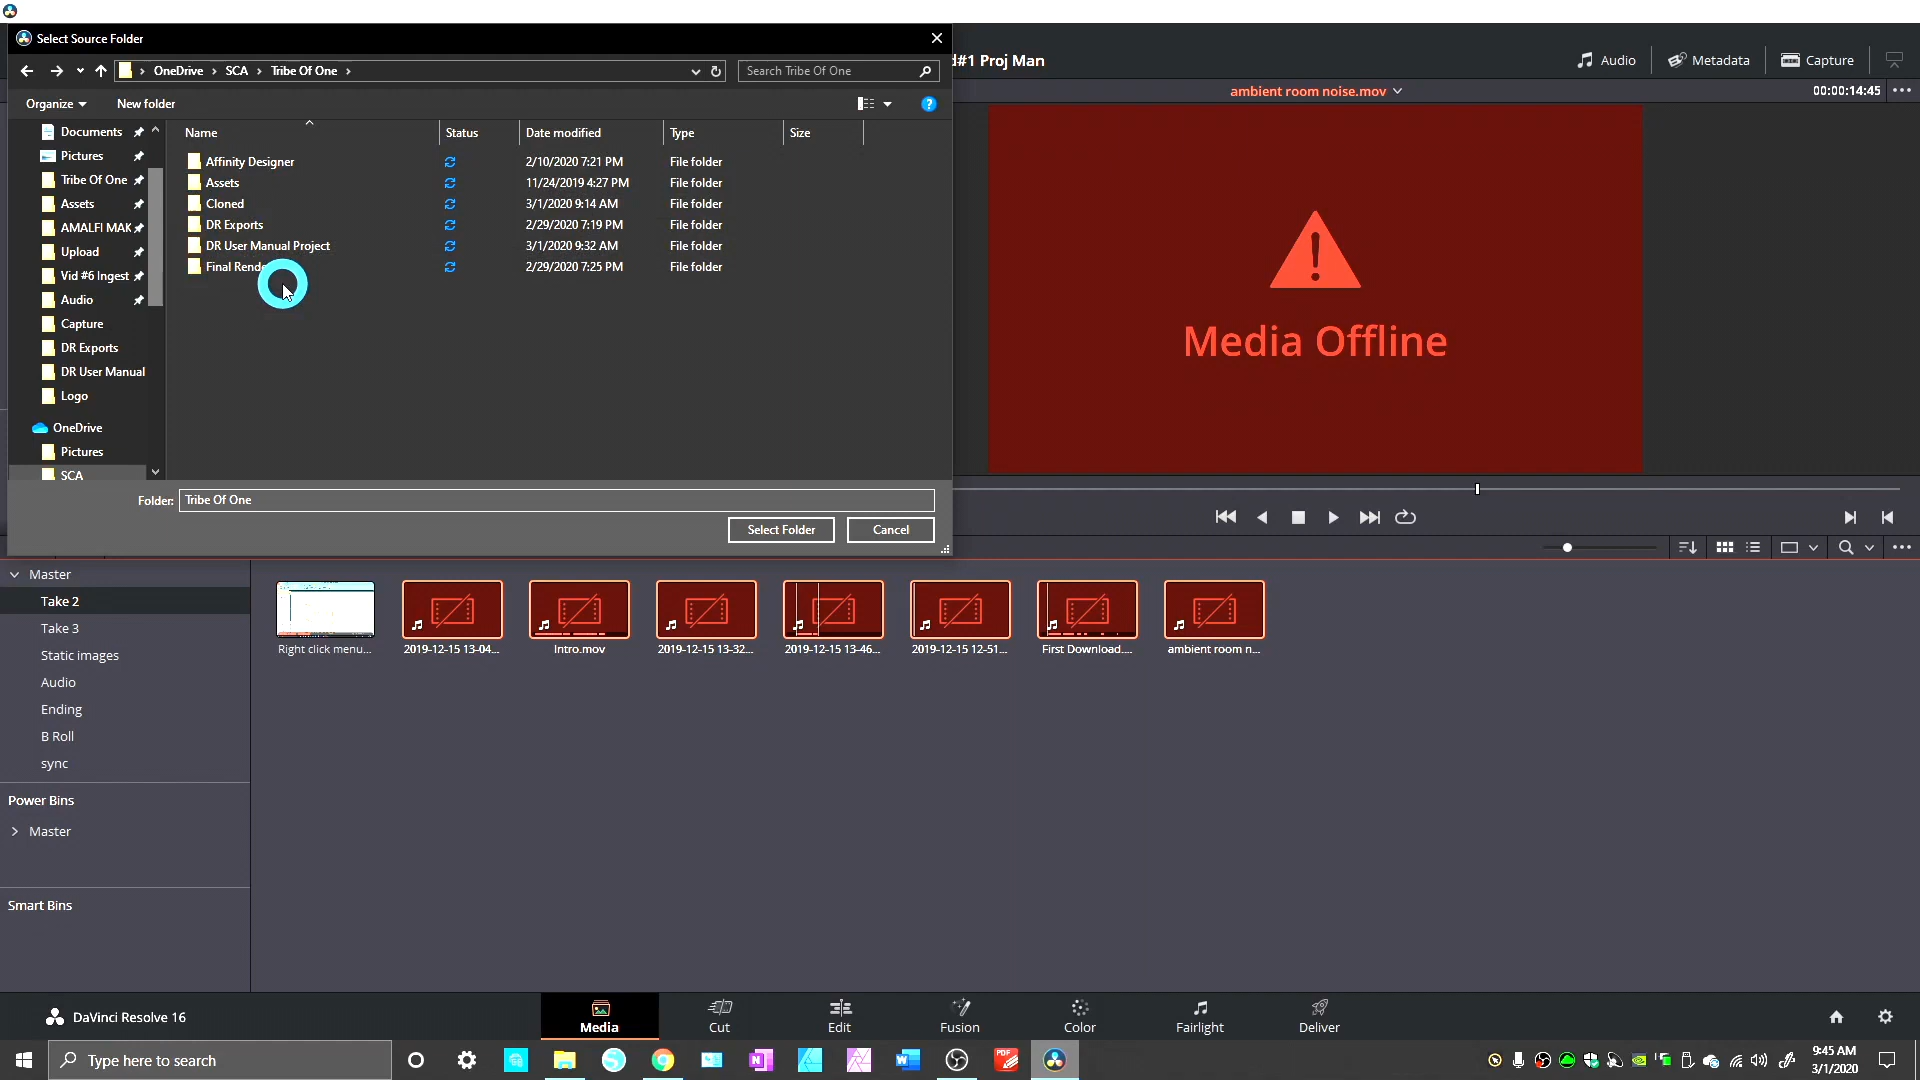 Select Source Folder
OneDrive
SCA
Tribe Of One
Search Tribe Of One
Organize
New folder
Name
Status
Date modified
Type
Size
Affinity Designer
2/10/2020 7:21 PM
File folder
Assets
11/24/2019 4:27 PM
File folder
Cloned
3/1/2020 9:14 AM
File folder
DR Exports
2/29/2020 7:19 PM
File folder
DR User Manual Project
3/1/2020 9:32 AM
File folder
Final Rende
2/29/2020 7:25 PM
File folder
Documents
Pictures
Tribe Of One
Assets
AMALFI MAK
Upload
Vid #6 Ingest
Audio
Capture
DR Exports
DR User Manual
Logo
OneDrive
Pictures
SCA
Folder: Tribe Of One
Select Folder
Cancel
d#1 Proj Man
Audio
Metadata
Capture
ambient room noise.mov
00:00:14:45
Media Offline
Master
Take 2
Take 3
Static images
Audio
Ending
B Roll
sync
Power Bins
Master
Smart Bins
Right click menu...
2019-12-15 13-04...
Intro.mov
2019-12-15 13-32...
2019-12-15 13-46...
2019-12-15 12-51...
First Download....
ambient room n...
DaVinci Resolve 16
Media
Cut
Edit
Fusion
Color
Fairlight
Deliver
Type here to search
PDF
9:45 AM
3/1/2020